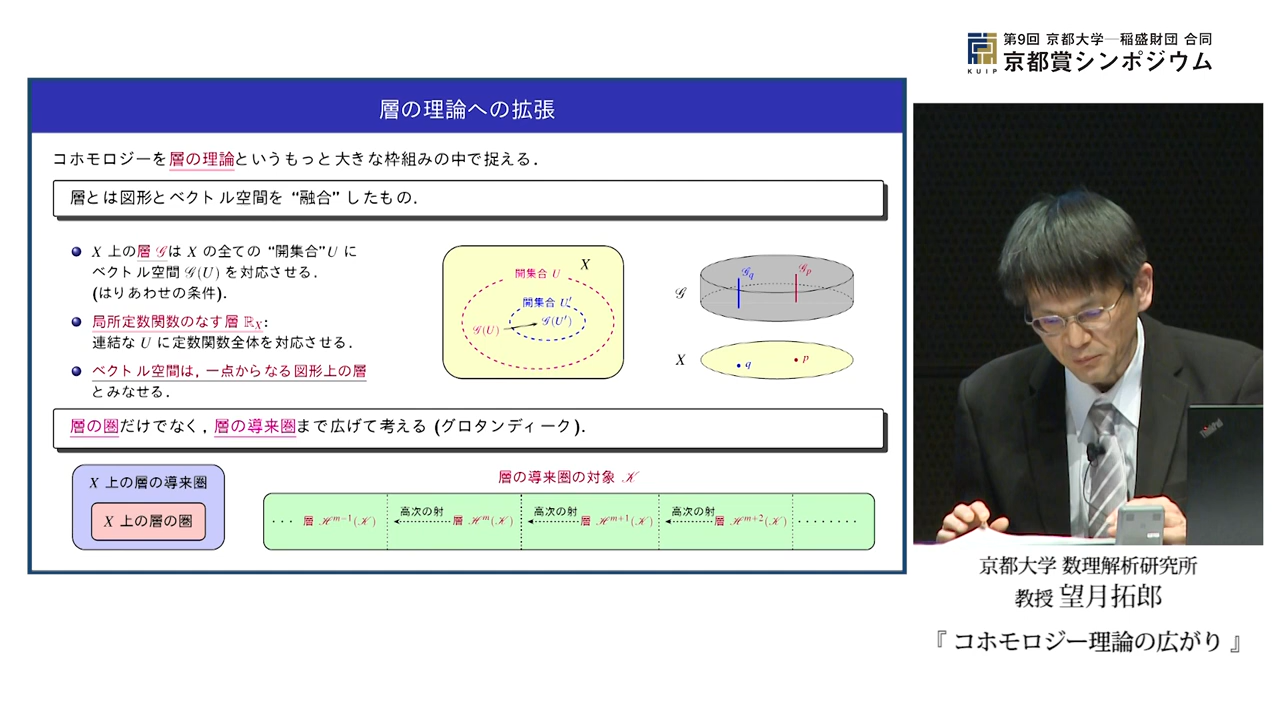 第9回 京都大学—稲盛財団 合同
京都賞シンポジウム
KUIP
層の理論への拡張
コホモロジーを層の理論というもっと大きな枠組みの中で捉える.
層とは図形とベクトル空間を “融合” したもの.
X 上の層 𝒢 は X の全ての “開集合”U に
ベクトル空間 𝒢(U) を対応させる.
(はりあわせの条件).
局所定数関数のなす層 ℝ_X:
連結な U に定数関数全体を対応させる.
ベクトル空間は, 一点からなる図形上の層
とみなせる.
X
開集合 U
開集合 U′
𝒢(U)
𝒢(U′)
𝒢
𝒢_q
𝒢_p
X
q
p
層の圏だけでなく, 層の導来圏まで広げて考える (グロタンディーク).
X 上の層の導来圏
X 上の層の圏
層の導来圏の対象 𝒦
··· 層 ℋ^{m−1}(𝒦) 高次の射 層 ℋ^m(𝒦) 高次の射 層 ℋ^{m+1}(𝒦) 高次の射 層 ℋ^{m+2}(𝒦) ········
ThinkPad
京都大学 数理解析研究所
教授 望月拓郎
『 コホモロジー理論の広がり 』